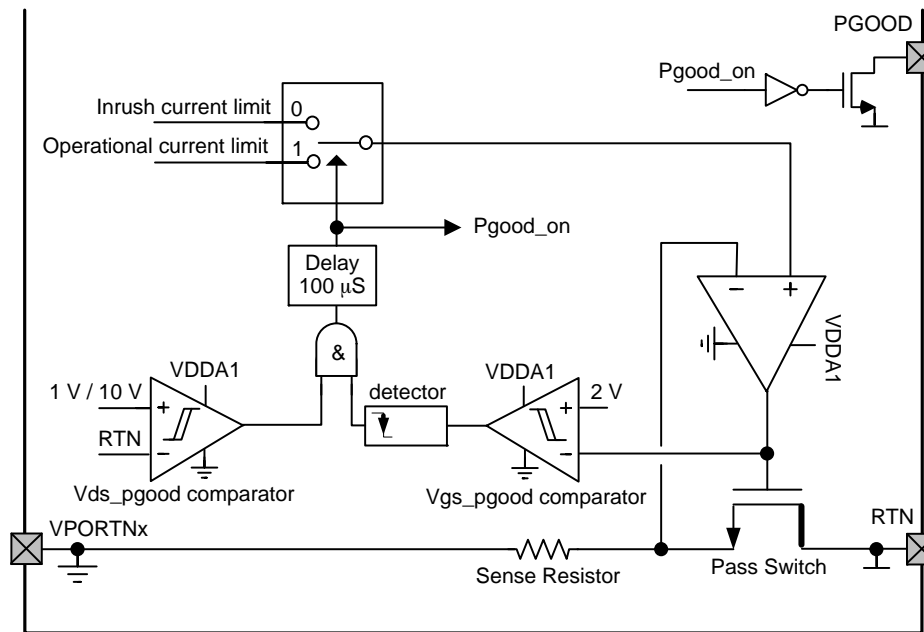 PGOOD
Pgood_on
Inrush current limit
0
Operational current limit
1
Pgood_on
Delay
100 μS
&
–
+
VDDA1
1 V / 10 V
VDDA1
+
RTN
–
Vds_pgood comparator
detector
VDDA1
2 V
+
–
Vgs_pgood comparator
VPORTNx
Sense Resistor
Pass Switch
RTN